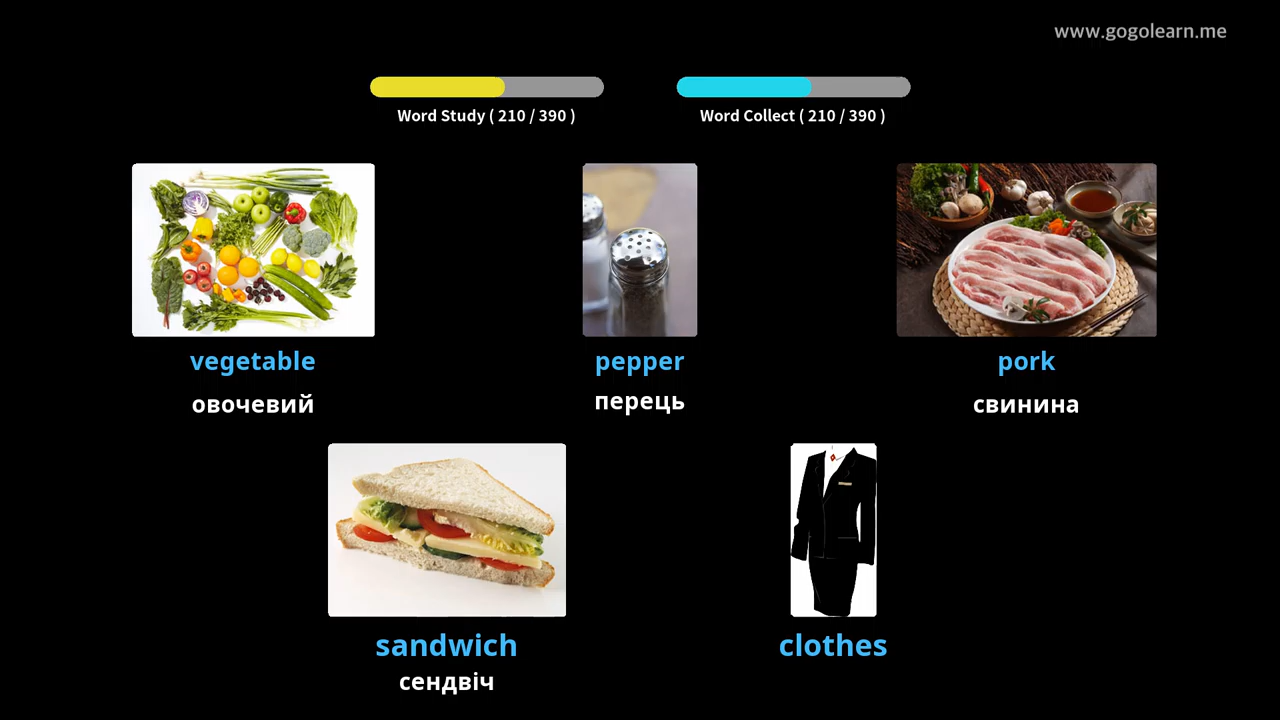 www.gogolearn.me
Word Study ( 210 / 390 )
Word Collect ( 210 / 390 )
vegetable
pepper
pork
овочевий
перець
свинина
sandwich
clothes
сендвіч